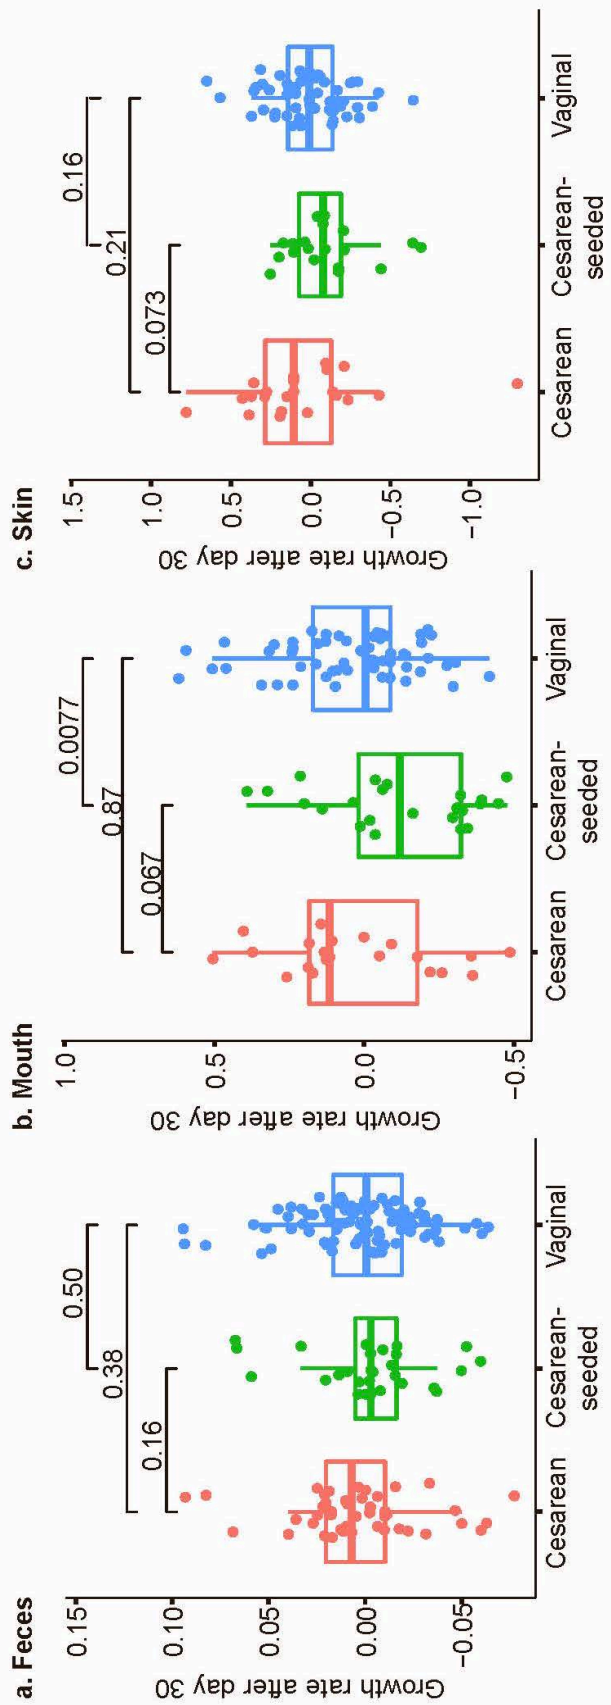 a. Feces
Growth rate after day 30
0.15
0.10
0.05
0.00
-0.05
0.50
0.38
0.16
Cesarean
Cesarean-
seeded
Vaginal
b. Mouth
Growth rate after day 30
1.0
0.5
0.0
-0.5
0.0077
0.87
0.067
Cesarean
Cesarean-
seeded
Vaginal
c. Skin
Growth rate after day 30
1.5
1.0
0.5
0.0
-0.5
-1.0
0.16
0.21
0.073
Cesarean
Cesarean-
seeded
Vaginal